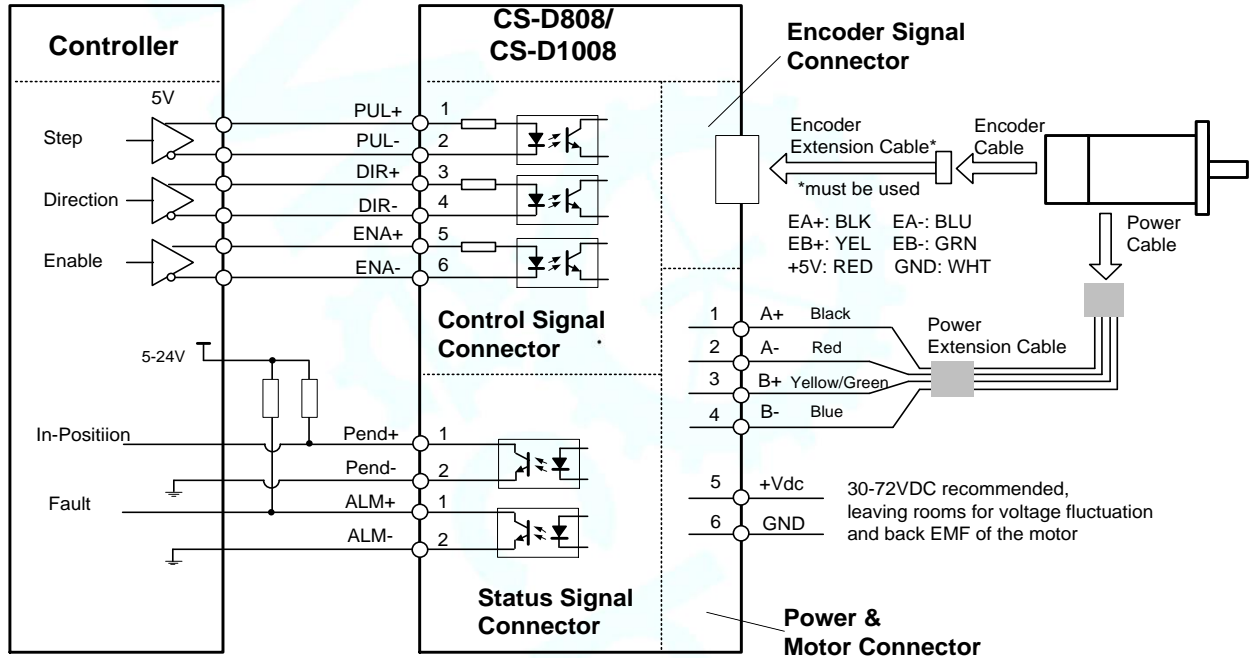 Controller
CS-D808/
CS-D1008
Encoder Signal
Connector
5V
Step
PUL+
1
PUL-
2
Direction
DIR+
3
DIR-
4
Enable
ENA+
5
ENA-
6
Control Signal
Connector
Encoder
Extension Cable*
*must be used
Encoder
Cable
EA+: BLK EA-: BLU
EB+: YEL EB-: GRN
+5V: RED GND: WHT
Power
Cable
1 A+ Black
2 A- Red
3 B+ Yellow/Green
4 B- Blue
Power
Extension Cable
5-24V
In-Positiion
Pend+
1
Pend-
2
Fault
ALM+
1
ALM-
2
5 +Vdc
6 GND
30-72VDC recommended,
leaving rooms for voltage fluctuation
and back EMF of the motor
Status Signal
Connector
Power &
Motor Connector